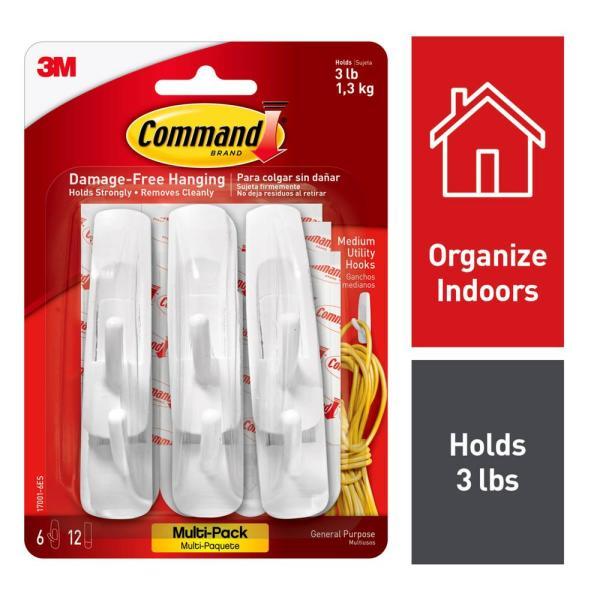 3M
Holds | Sujeta
3 lb
1,3 kg
Command
BRAND
Damage-Free Hanging
Holds Strongly • Removes Cleanly
Para colgar sin dañar
Sujeta firmemente
No deja residuos al retirar
Medium
Utility
Hooks
Ganchos
medianos
17001-6ES
6
12
Multi-Pack
Multi-Paquete
General Purpose
Multiusos
Organize
Indoors
Holds
3 lbs